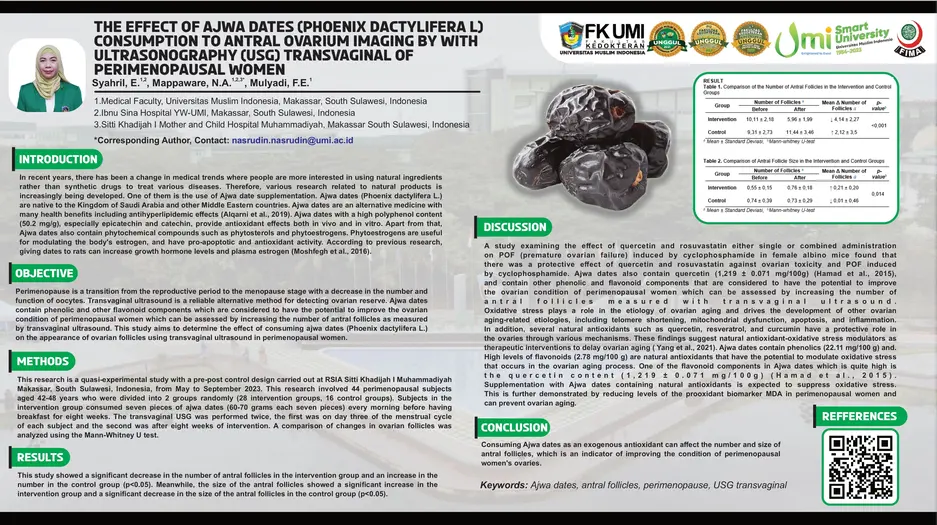 THE EFFECT OF AJWA DATES (PHOENIX DACTYLIFERA L)
CONSUMPTION TO ANTRAL OVARIUM IMAGING BY WITH
ULTRASONOGRAPHY (USG) TRANSVAGINAL OF
PERIMENOPAUSAL WOMEN
Syahril, E.1,2, Mappaware, N.A.1,2,3*, Mulyadi, F.E.1
1.Medical Faculty, Universitas Muslim Indonesia, Makassar, South Sulawesi, Indonesia
2.Ibnu Sina Hospital YW-UMI, Makassar, South Sulawesi, Indonesia
3.Sitti Khadijah I Mother and Child Hospital Muhammadiyah, Makassar South Sulawesi, Indonesia
*Corresponding Author, Contact: nasrudin.nasrudin@umi.ac.id
INTRODUCTION
In recent years, there has been a change in medical trends where people are more interested in using natural ingredients
rather than synthetic drugs to treat various diseases. Therefore, various research related to natural products is
increasingly being developed. One of them is the use of Ajwa date supplementation. Ajwa dates (Phoenix dactylifera L.)
are native to the Kingdom of Saudi Arabia and other Middle Eastern countries. Ajwa dates are an alternative medicine with
many health benefits including antihyperlipidemic effects (Alqarni et al., 2019). Ajwa dates with a high polyphenol content
(50.2 mg/g), especially epicatechin and catechin, provide antioxidant effects both in vivo and in vitro. Apart from that,
Ajwa dates also contain phytochemical compounds such as phytosterols and phytoestrogens. Phytoestrogens are useful
for modulating the body's estrogen, and have pro-apoptotic and antioxidant activity. According to previous research,
giving dates to rats can increase growth hormone levels and plasma estrogen (Moshfegh et al., 2016).
OBJECTIVE
Perimenopause is a transition from the reproductive period to the menopause stage with a decrease in the number and
function of oocytes. Transvaginal ultrasound is a reliable alternative method for detecting ovarian reserve. Ajwa dates
contain phenolic and other flavonoid components which are considered to have the potential to improve the ovarian
condition of perimenopausal women which can be assessed by increasing the number of antral follicles as measured
by transvaginal ultrasound. This study aims to determine the effect of consuming ajwa dates (Phoenix dactylifera L.)
on the appearance of ovarian follicles using transvaginal ultrasound in perimenopausal women.
METHODS
This research is a quasi-experimental study with a pre-post control design carried out at RSIA Sitti Khadijah I Muhammadiyah
Makassar, South Sulawesi, Indonesia, from May to September 2023. This research involved 44 perimenopausal subjects
aged 42-48 years who were divided into 2 groups randomly (28 intervention groups, 16 control groups). Subjects in the
intervention group consumed seven pieces of ajwa dates (60-70 grams each seven pieces) every morning before having
breakfast for eight weeks. The transvaginal USG was performed twice, the first was on day three of the menstrual cycle
of each subject and the second was after eight weeks of intervention. A comparison of changes in ovarian follicles was
analyzed using the Mann-Whitney U test.
RESULTS
This study showed a significant decrease in the number of antral follicles in the intervention group and an increase in the
number in the control group (p<0.05). Meanwhile, the size of the antral follicles showed a significant increase in the
intervention group and a significant decrease in the size of the antral follicles in the control group (p<0.05).
FK UMI
FAKULTAS
KEDOKTERAN
UNIVERSITAS MUSLIM INDONESIA
UNGGUL
UNGGUL
UNGGUL
umi
Smart
University
Universitas Muslim Indonesia
1954-2023
FIMA
RESULT
Table 1. Comparison of the Number of Antral Follicles in the Intervention and Control
Groups
Group Number of Follicles a Mean Δ Number of Follicles ± p-value b
Before After
Intervention 10,11 ± 2,18 5,96 ± 1,99 ↓ 4,14 ± 2,27 <0,001
Control 9,31 ± 2,73 11,44 ± 3,46 ↑ 2,12 ± 3,5
a Mean ± Standard Deviasi, b Mann-whitney U-test
Table 2. Comparison of Antral Follicle Size in the Intervention and Control Groups
Group Number of Follicles a Mean Δ Number of Follicles ± p-value b
Before After
Intervention 0,55 ± 0,15 0,76 ± 0,18 ↑ 0,21 ± 0,20 0,014
Control 0,74 ± 0,39 0,73 ± 0,29 ↓ 0,01 ± 0,46
a Mean ± Standard Deviasi, b Mann-whitney U-test
DISCUSSION
A study examining the effect of quercetin and rosuvastatin either single or combined administration
on POF (premature ovarian failure) induced by cyclophosphamide in female albino mice found that
there was a protective effect of quercetin and rosuvastatin against ovarian toxicity and POF induced
by cyclophosphamide. Ajwa dates also contain quercetin (1,219 ± 0.071 mg/100g) (Hamad et al., 2015),
and contain other phenolic and flavonoid components that are considered to have the potential to improve
the ovarian condition of perimenopausal women which can be assessed by increasing the number of
antral follicles measured with transvaginal ultrasound.
Oxidative stress plays a role in the etiology of ovarian aging and drives the development of other ovarian
aging-related etiologies, including telomere shortening, mitochondrial dysfunction, apoptosis, and inflammation.
In addition, several natural antioxidants such as quercetin, resveratrol, and curcumin have a protective role in
the ovaries through various mechanisms. These findings suggest natural antioxidant-oxidative stress modulators as
therapeutic interventions to delay ovarian aging ( Yang et al., 2021). Ajwa dates contain phenolics (22,11 mg/100 g) and.
High levels of flavonoids (2.78 mg/100 g) are natural antioxidants that have the potential to modulate oxidative stress
that occurs in the ovarian aging process. One of the flavonoid components in Ajwa dates which is quite high is
the quercetin content (1,219 ± 0.071 mg/100g) (Hamad et al., 2015).
Supplementation with Ajwa dates containing natural antioxidants is expected to suppress oxidative stress.
This is further demonstrated by reducing levels of the prooxidant biomarker MDA in perimenopausal women and
can prevent ovarian aging.
CONCLUSION
Consuming Ajwa dates as an exogenous antioxidant can affect the number and size of
antral follicles, which is an indicator of improving the condition of perimenopausal
women's ovaries.
Keywords: Ajwa dates, antral follicles, perimenopause, USG transvaginal
REFFERENCES